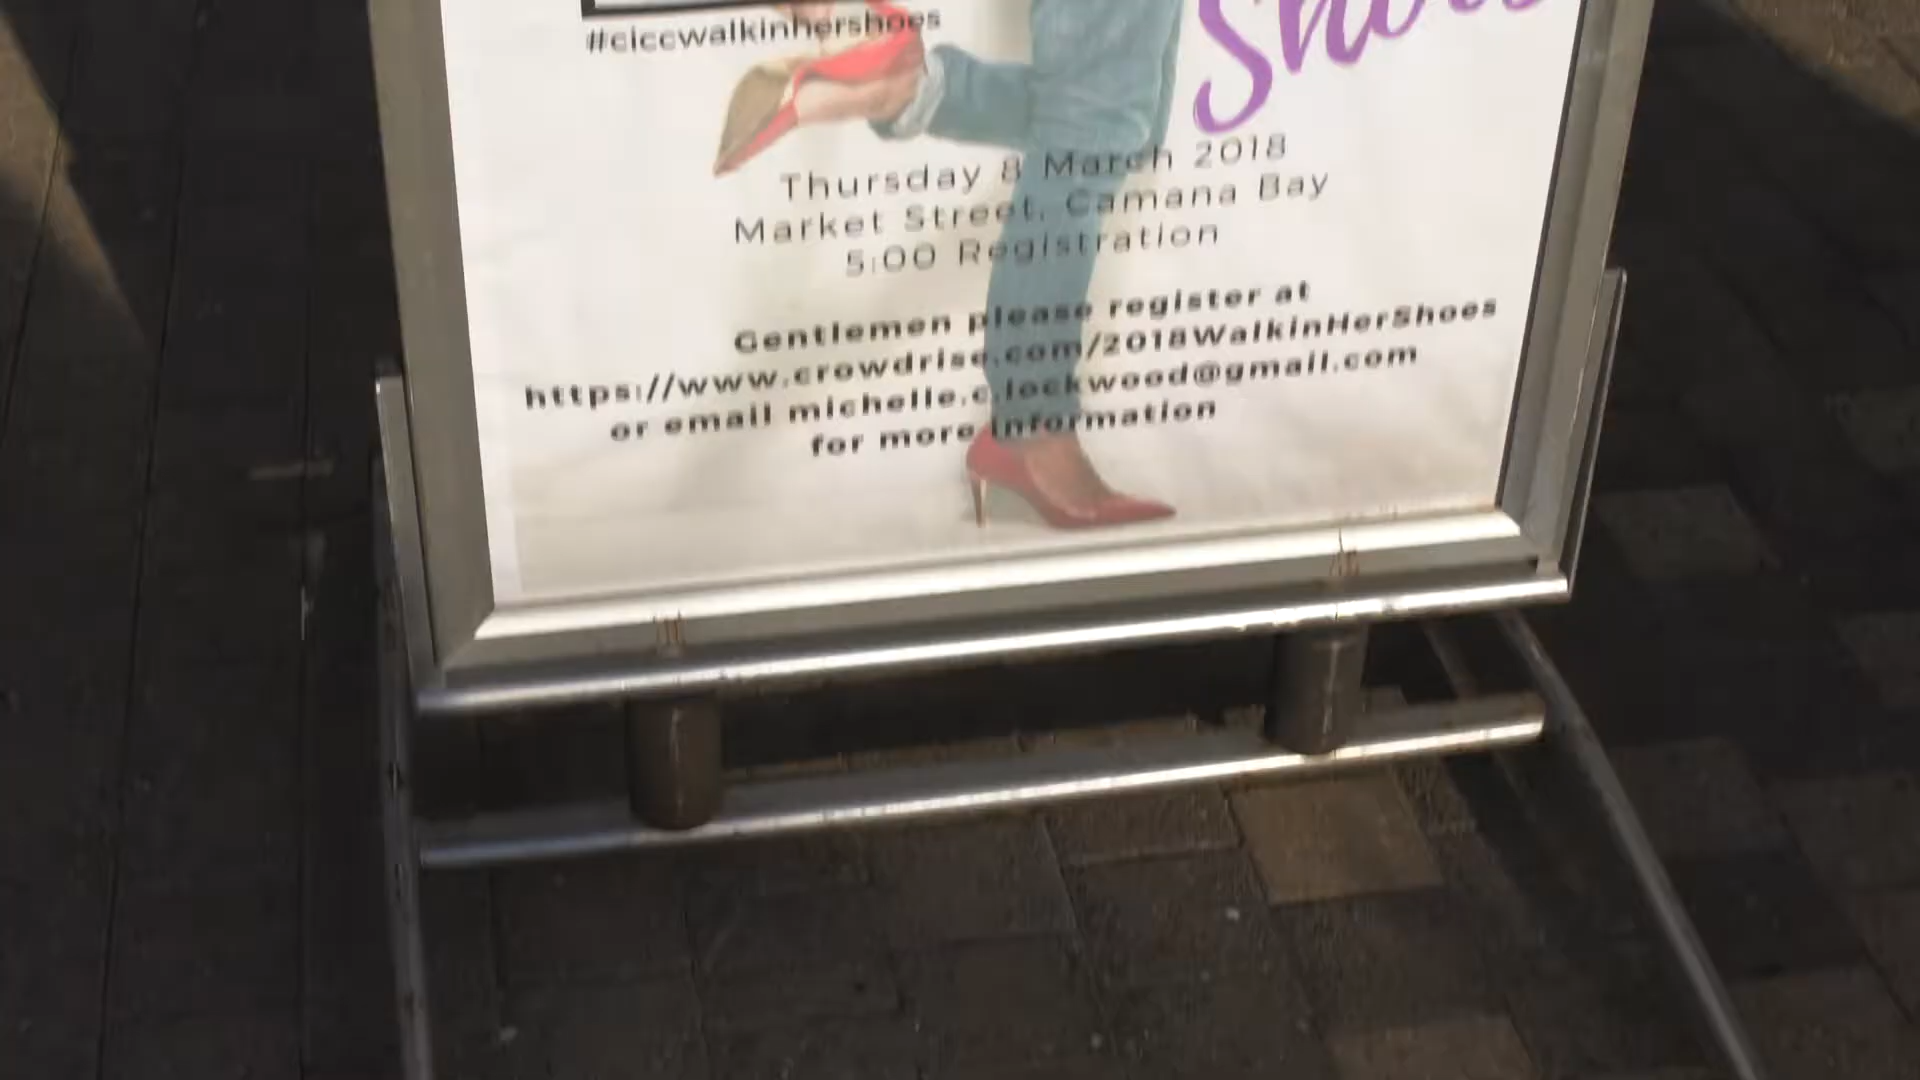 #ciccwalkinhershoes
Thursday 8 March 2018
Market Street, Camana Bay
5:00 Registration
Gentlemen please register at
https://www.crowdrise.com/2018WalkinHerShoes
or email michelle.c.lockwood@gmail.com
for more information